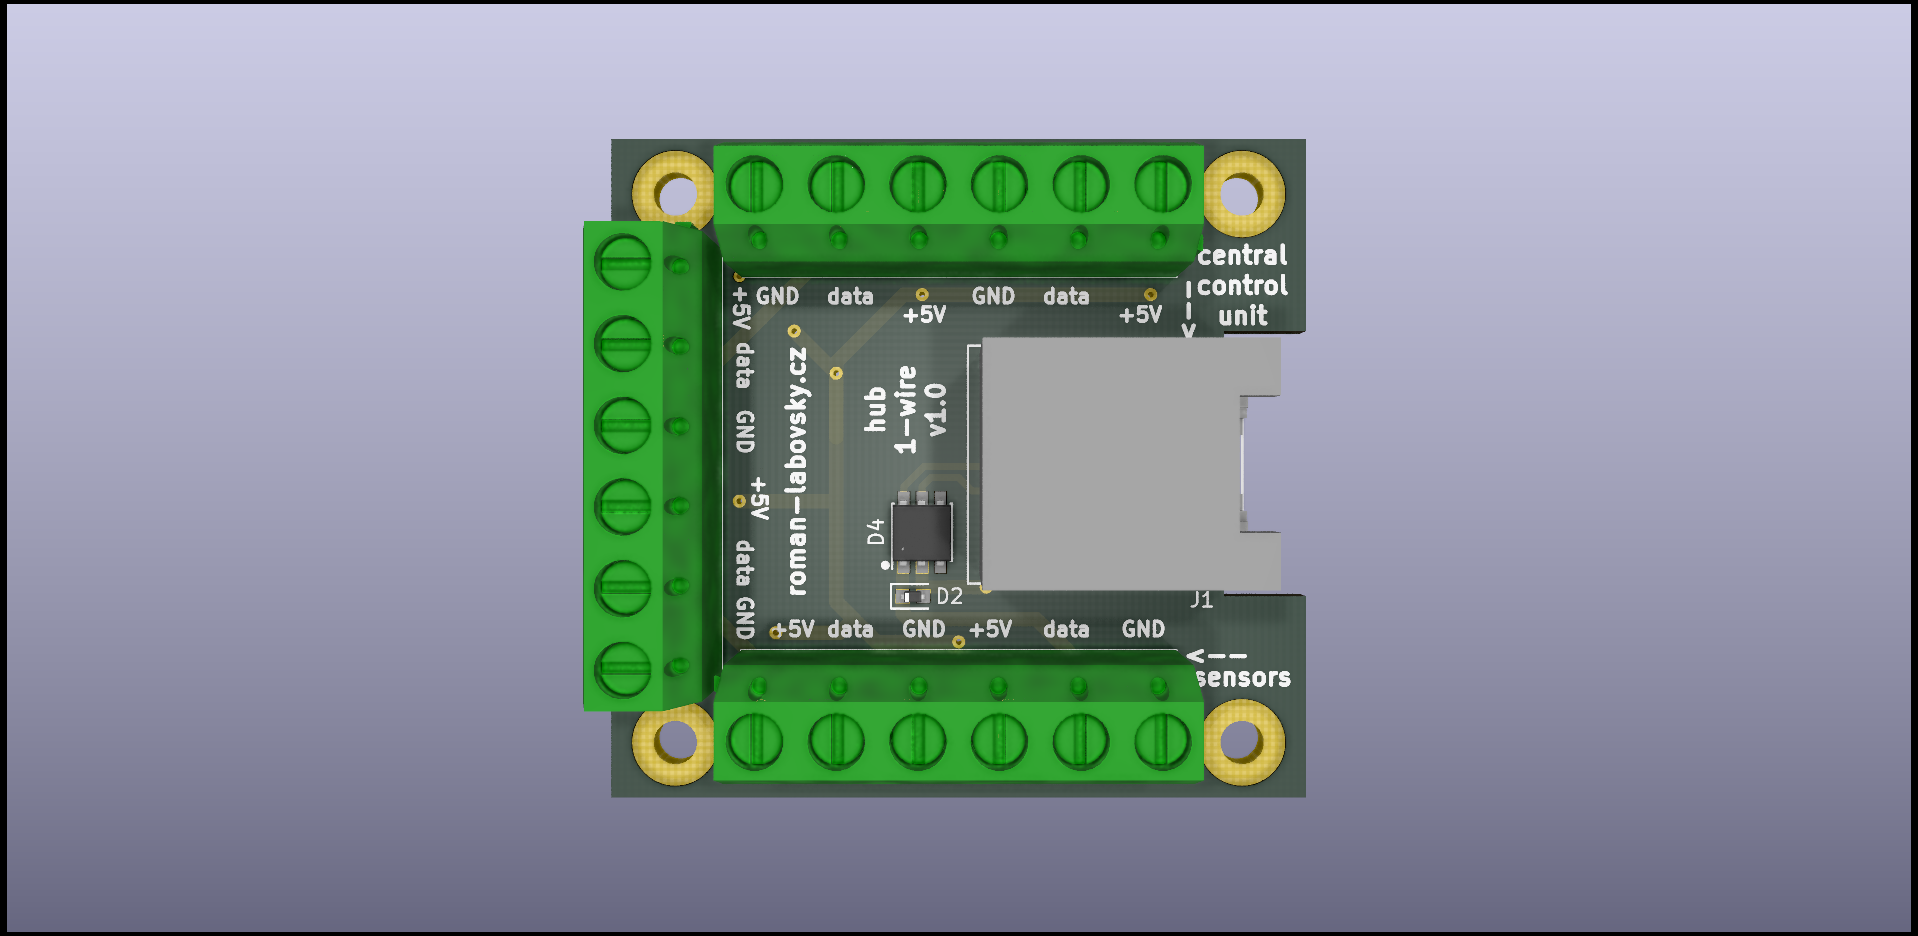 central
control
unit
-->
GND data +5V GND data +5V
+5V data GND +5V data GND
roman-labovsky.cz
hub
1-wire
v1.0
D4
D2
J1
+5V data GND +5V data GND
<--
sensors